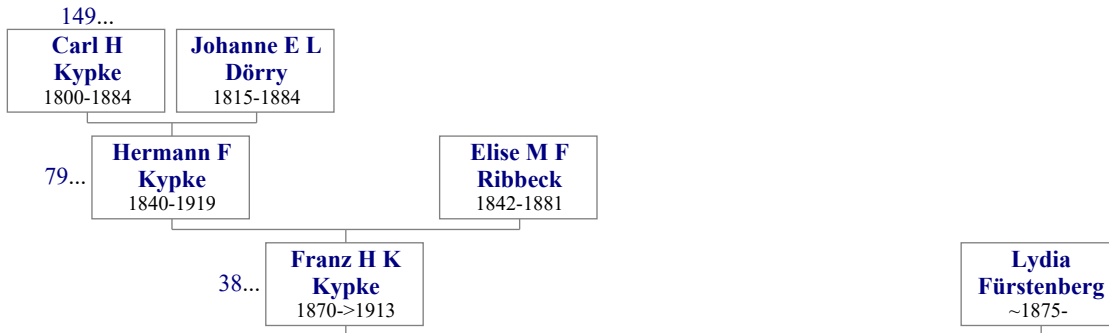 149...
Carl H
Kypke
1800-1884
Johanne E L
Dörry
1815-1884
79...
Hermann F
Kypke
1840-1919
Elise M F
Ribbeck
1842-1881
38...
Franz H K
Kypke
1870->1913
Lydia
Fürstenberg
~1875-